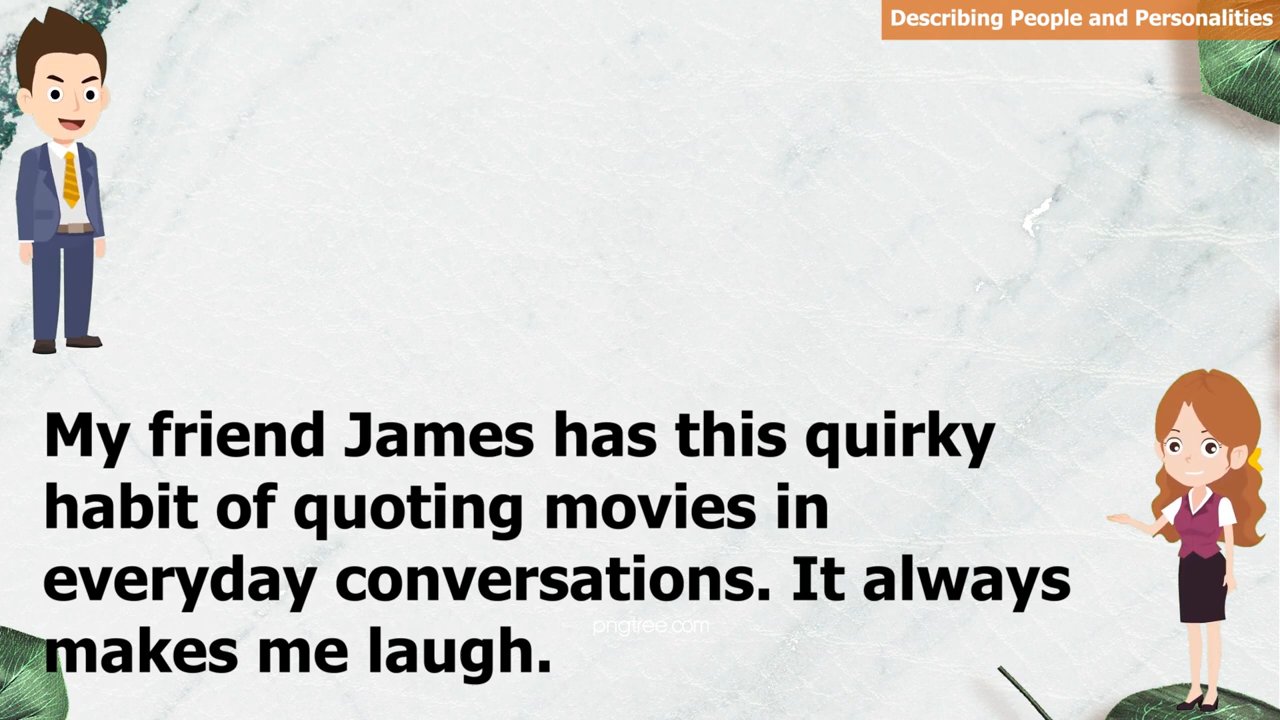 Describing People and Personalities
My friend James has this quirky
habit of quoting movies in
everyday conversations. It always
makes me laugh.
pngtree.com